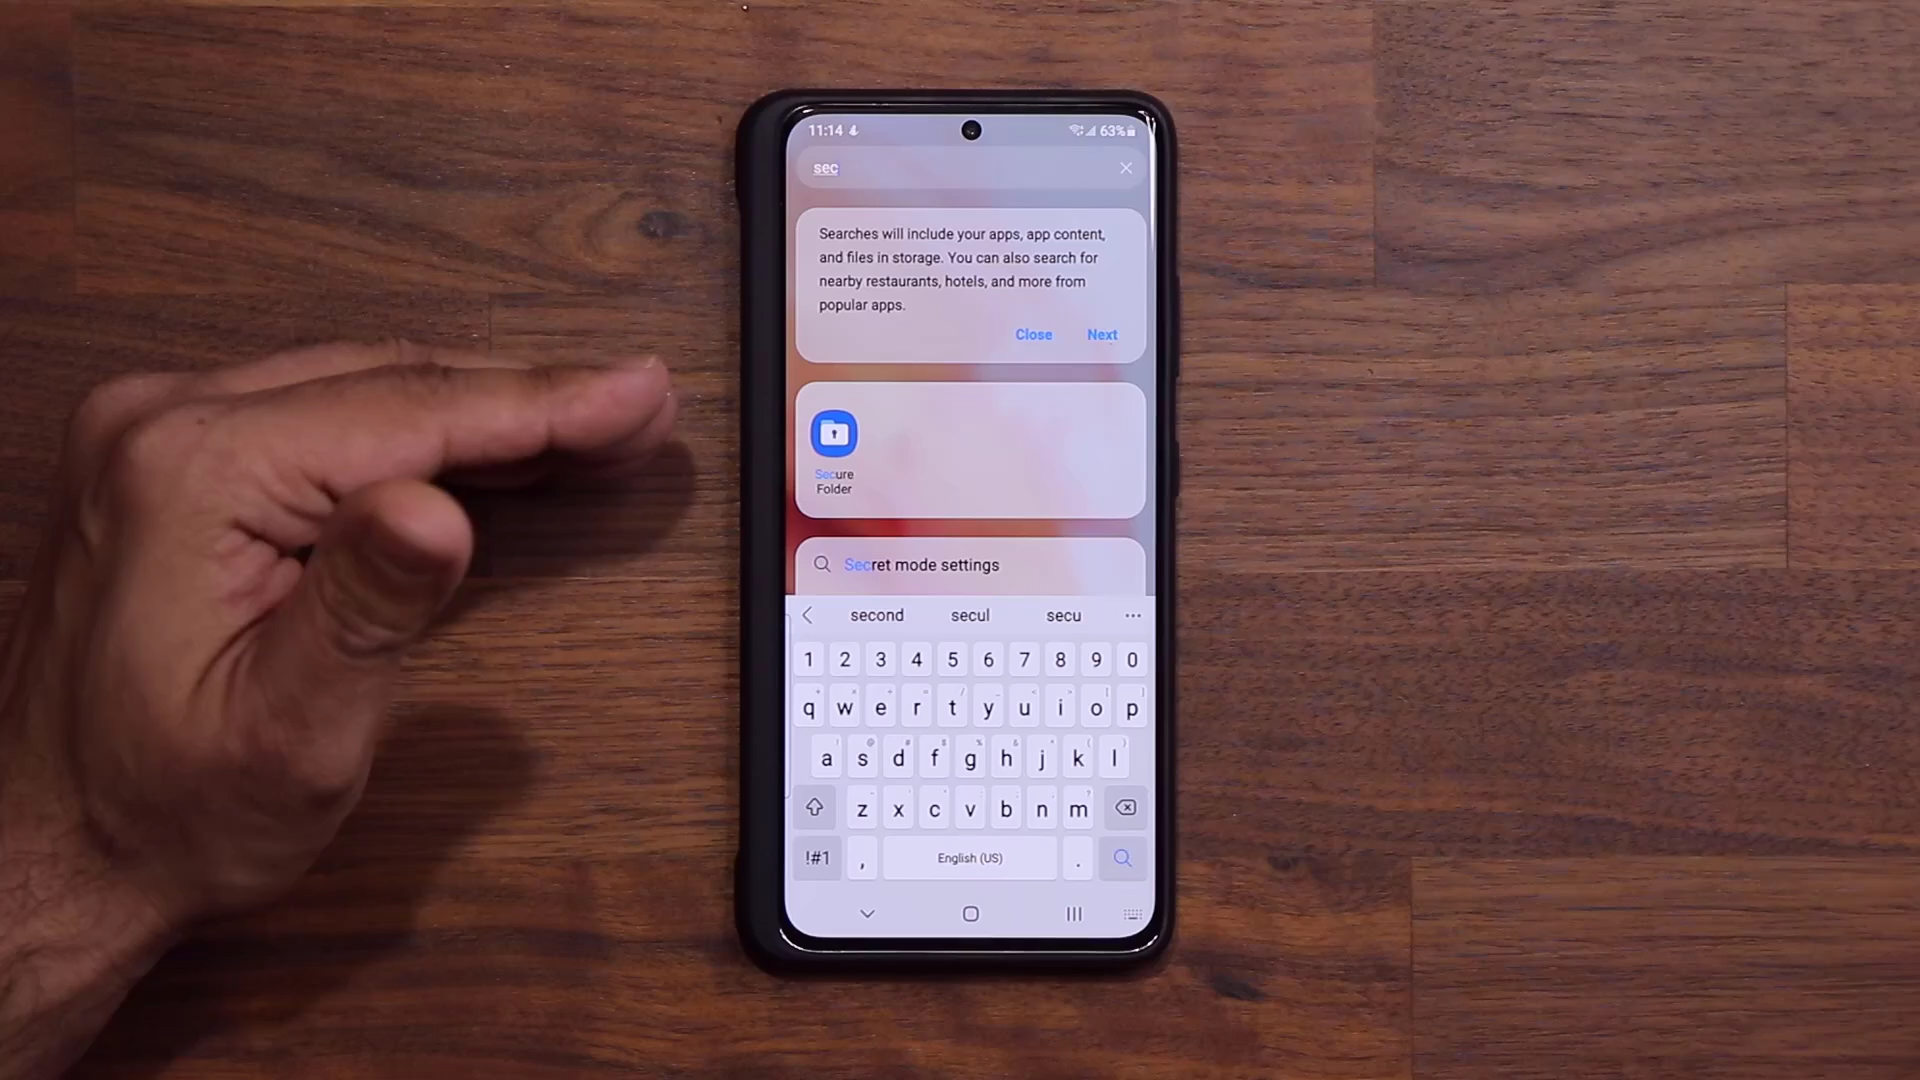 11:14 63%
sec
Searches will include your apps, app content,
and files in storage. You can also search for
nearby restaurants, hotels, and more from
popular apps.
Close Next
Secure
Folder
Secret mode settings
second secul secu
1 2 3 4 5 6 7 8 9 0
q w e r t y u i o p
a s d f g h j k l
z x c v b n m
!#1 , English (US) .